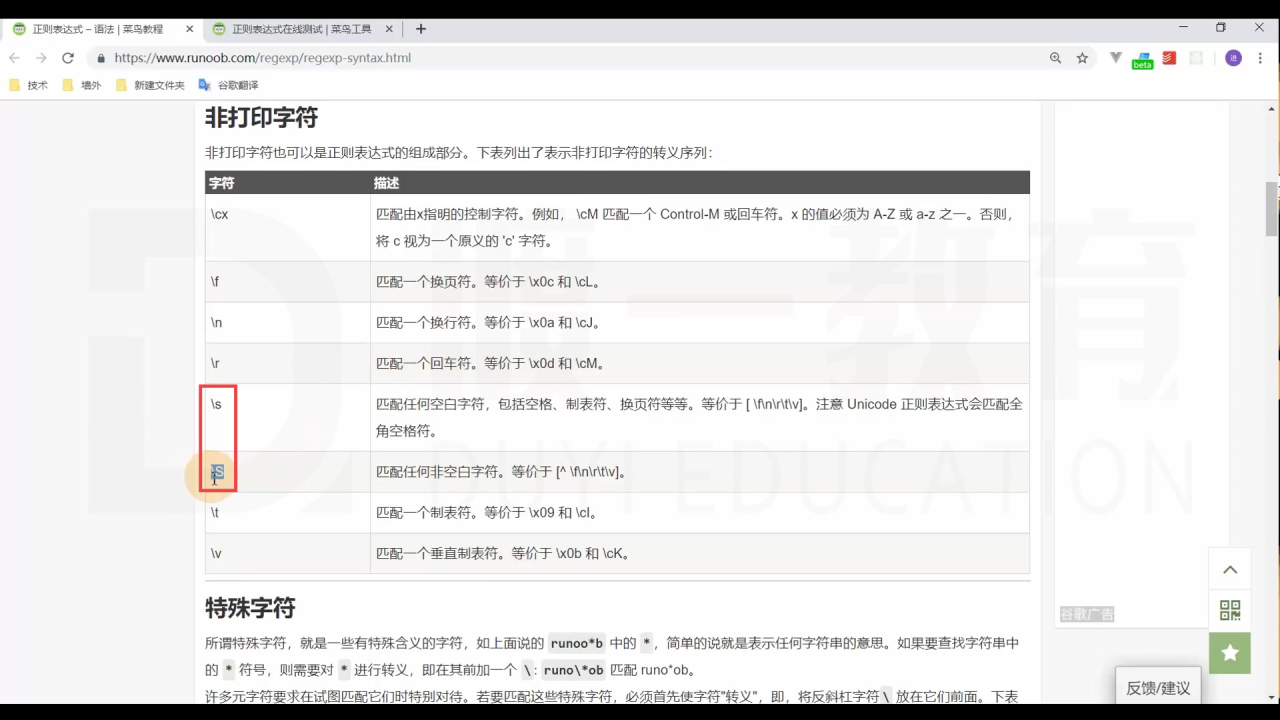 正则表达式 – 语法 | 菜鸟教程
正则表达式在线测试 | 菜鸟工具
https://www.runoob.com/regexp/regexp-syntax.html
beta
进
技术
墙外
新建文件夹
谷歌翻译
非打印字符
非打印字符也可以是正则表达式的组成部分。下表列出了表示非打印字符的转义序列：
字符 描述
\cx 匹配由x指明的控制字符。例如， \cM 匹配一个 Control-M 或回车符。x 的值必须为 A-Z 或 a-z 之一。否则，
将 c 视为一个原义的 'c' 字符。
\f 匹配一个换页符。等价于 \x0c 和 \cL。
\n 匹配一个换行符。等价于 \x0a 和 \cJ。
\r 匹配一个回车符。等价于 \x0d 和 \cM。
\s 匹配任何空白字符，包括空格、制表符、换页符等等。等价于 [ \f\n\r\t\v]。注意 Unicode 正则表达式会匹配全
角空格符。
\S 匹配任何非空白字符。等价于 [^ \f\n\r\t\v]。
\t 匹配一个制表符。等价于 \x09 和 \cI。
\v 匹配一个垂直制表符。等价于 \x0b 和 \cK。
特殊字符
所谓特殊字符，就是一些有特殊含义的字符，如上面说的 runoo*b 中的 *，简单的说就是表示任何字符串的意思。如果要查找字符串中
的 * 符号，则需要对 * 进行转义，即在其前加一个 \: runo\*ob 匹配 runo*ob。
许多元字符要求在试图匹配它们时特别对待。若要匹配这些特殊字符，必须首先使字符"转义"，即，将反斜杠字符\ 放在它们前面。下表
谷歌广告
反馈/建议
一教育
DUYI EDUCATION